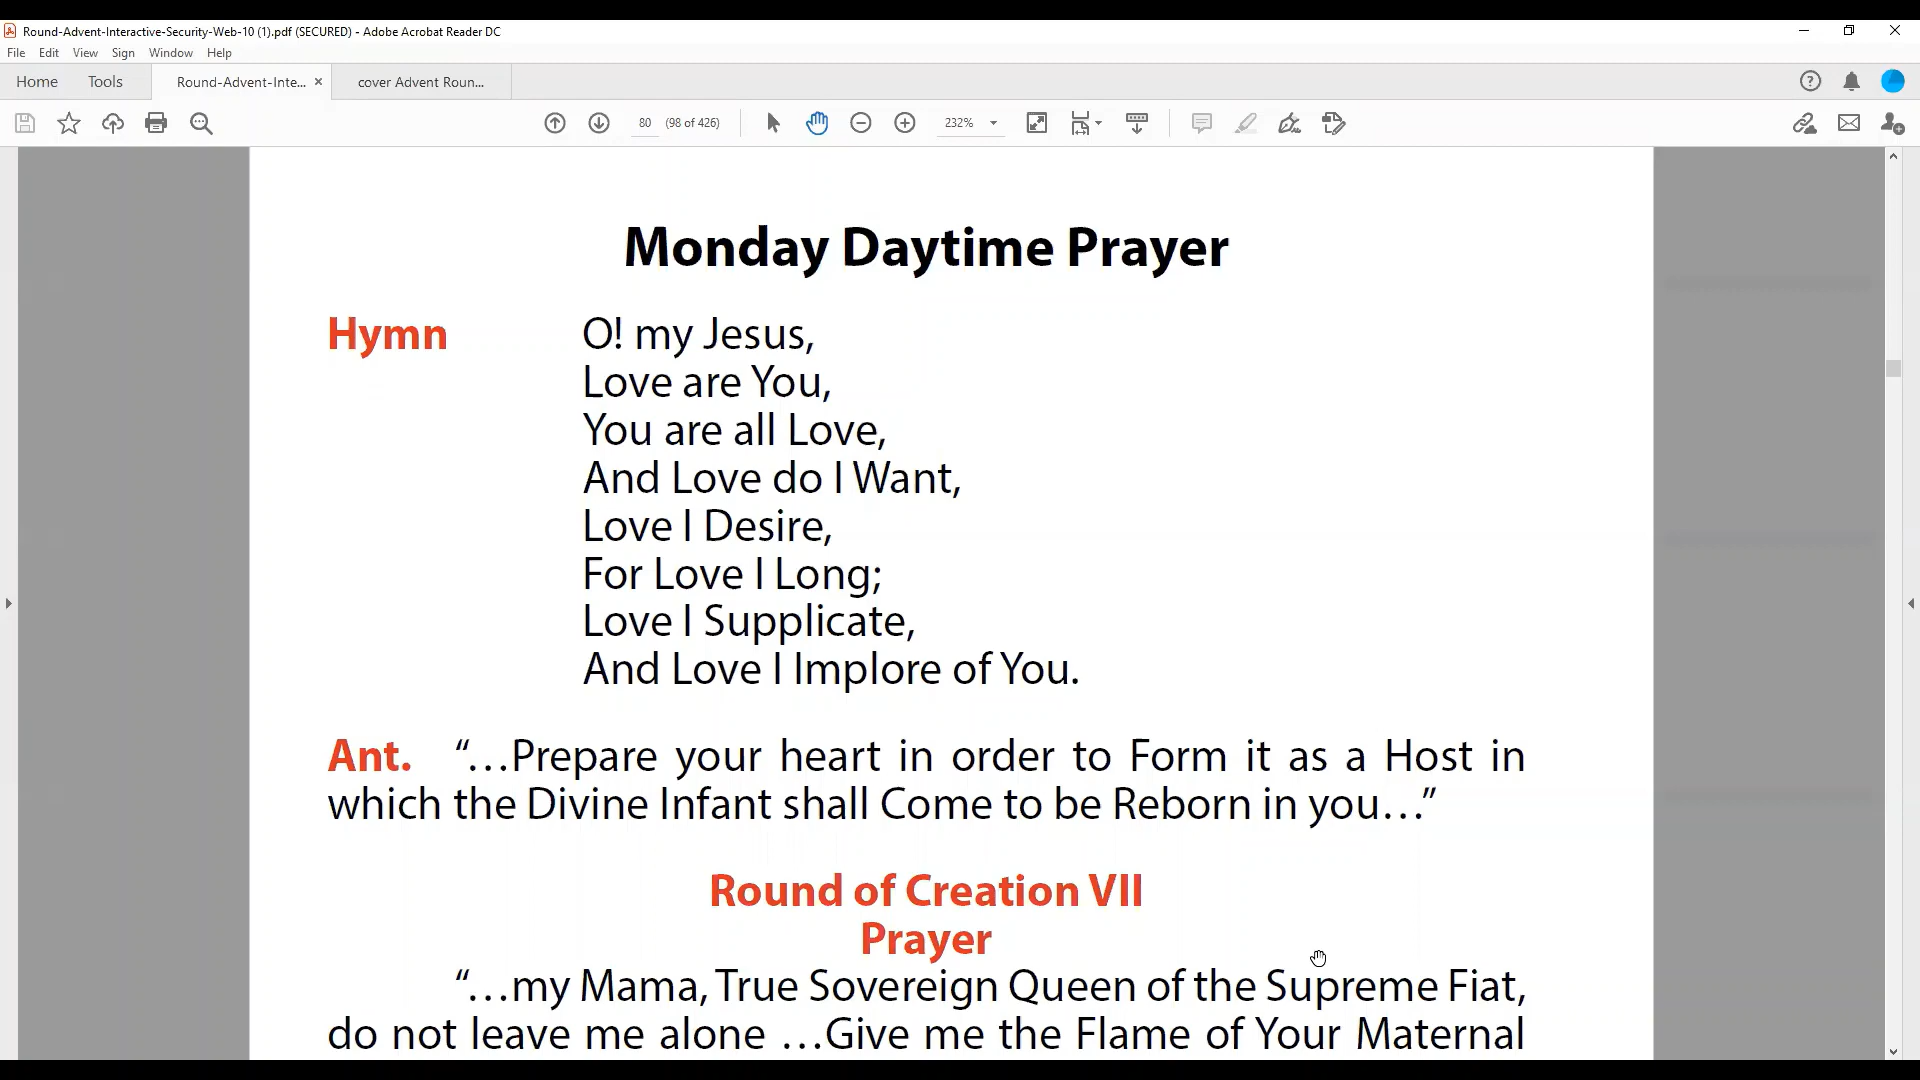 Round-Advent-Interactive-Security-Web-10 (1).pdf (SECURED) - Adobe Acrobat Reader DC
File Edit View Sign Window Help
Home Tools Round-Advent-Inte... × cover Advent Roun...
80 (98 of 426) 232%
Monday Daytime Prayer
Hymn O! my Jesus,
Love are You,
You are all Love,
And Love do I Want,
Love I Desire,
For Love I Long;
Love I Supplicate,
And Love I Implore of You.
Ant. “…Prepare your heart in order to Form it as a Host in
which the Divine Infant shall Come to be Reborn in you…”
Round of Creation VII
Prayer
“…my Mama, True Sovereign Queen of the Supreme Fiat,
do not leave me alone …Give me the Flame of Your Maternal